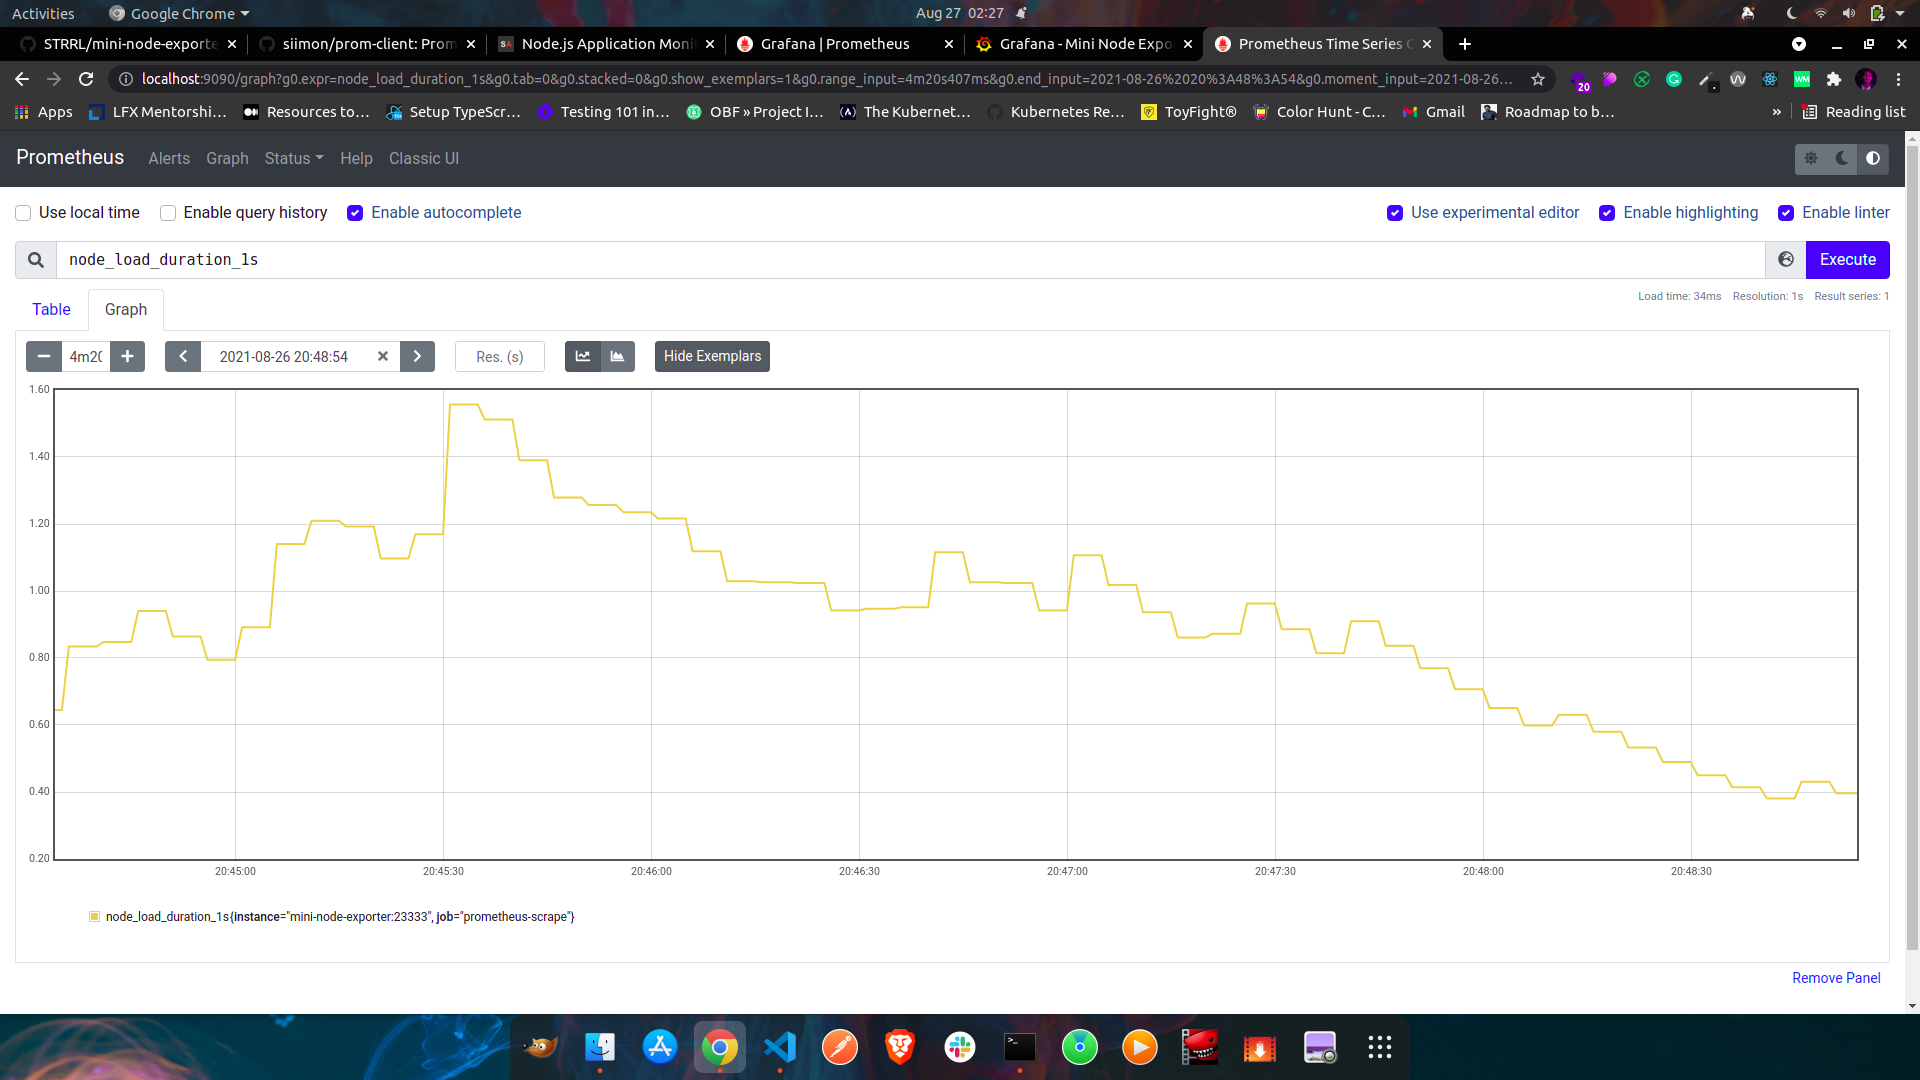 Activities
Google Chrome
Aug 27 02:27
STRRL/mini-node-exporte
siimon/prom-client: Prom
Node.js Application Moni
Grafana | Prometheus
Grafana - Mini Node Expo
Prometheus Time Series C
localhost:9090/graph?g0.expr=node_load_duration_1s&g0.tab=0&g0.stacked=0&g0.show_exemplars=1&g0.range_input=4m20s407ms&g0.end_input=2021-08-26%2020%3A48%3A54&g0.moment_input=2021-08-26...
20
Apps
LFX Mentorshi...
Resources to...
Setup TypeScr...
Testing 101 in...
OBF » Project I...
The Kubernet...
Kubernetes Re...
ToyFight®
Color Hunt - C...
Gmail
Roadmap to b...
»
Reading list
Prometheus
Alerts
Graph
Status
Help
Classic UI
Use local time
Enable query history
Enable autocomplete
Use experimental editor
Enable highlighting
Enable linter
node_load_duration_1s
Execute
Table
Graph
Load time: 34ms Resolution: 1s Result series: 1
4m20
2021-08-26 20:48:54
Res. (s)
Hide Exemplars
1.60
1.40
1.20
1.00
0.80
0.60
0.40
0.20
20:45:00
20:45:30
20:46:00
20:46:30
20:47:00
20:47:30
20:48:00
20:48:30
node_load_duration_1s{instance="mini-node-exporter:23333", job="prometheus-scrape"}
Remove Panel